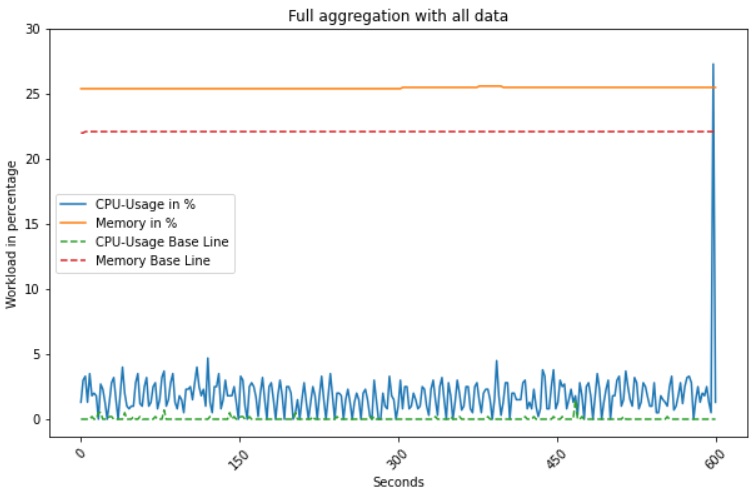 Full aggregation with all data
Workload in percentage
30
25
20
15
10
5
0
CPU-Usage in %
Memory in %
CPU-Usage Base Line
Memory Base Line
0
150
300
450
600
Seconds